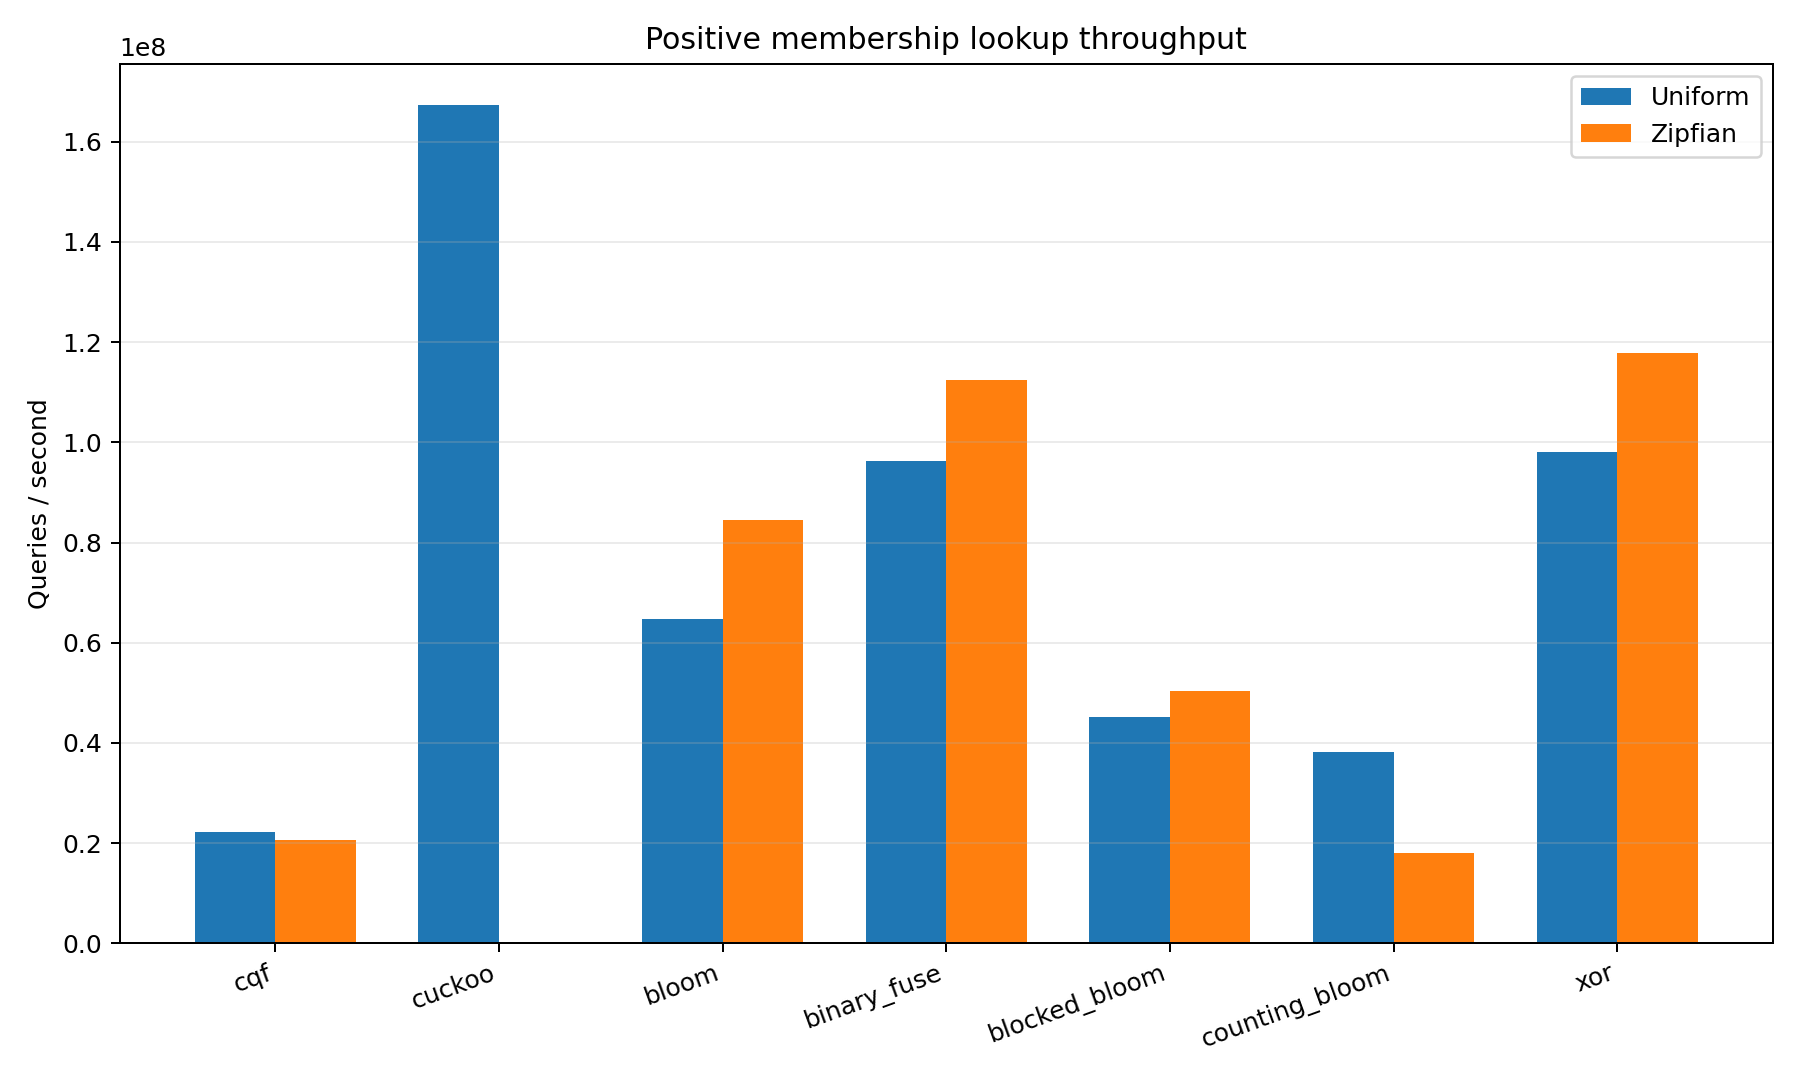 Positive membership lookup throughput
1e8
Uniform
Zipfian
1.6
1.4
1.2
1.0
0.8
0.6
0.4
0.2
0.0
Queries / second
cqf
cuckoo
bloom
binary_fuse
blocked_bloom
counting_bloom
xor